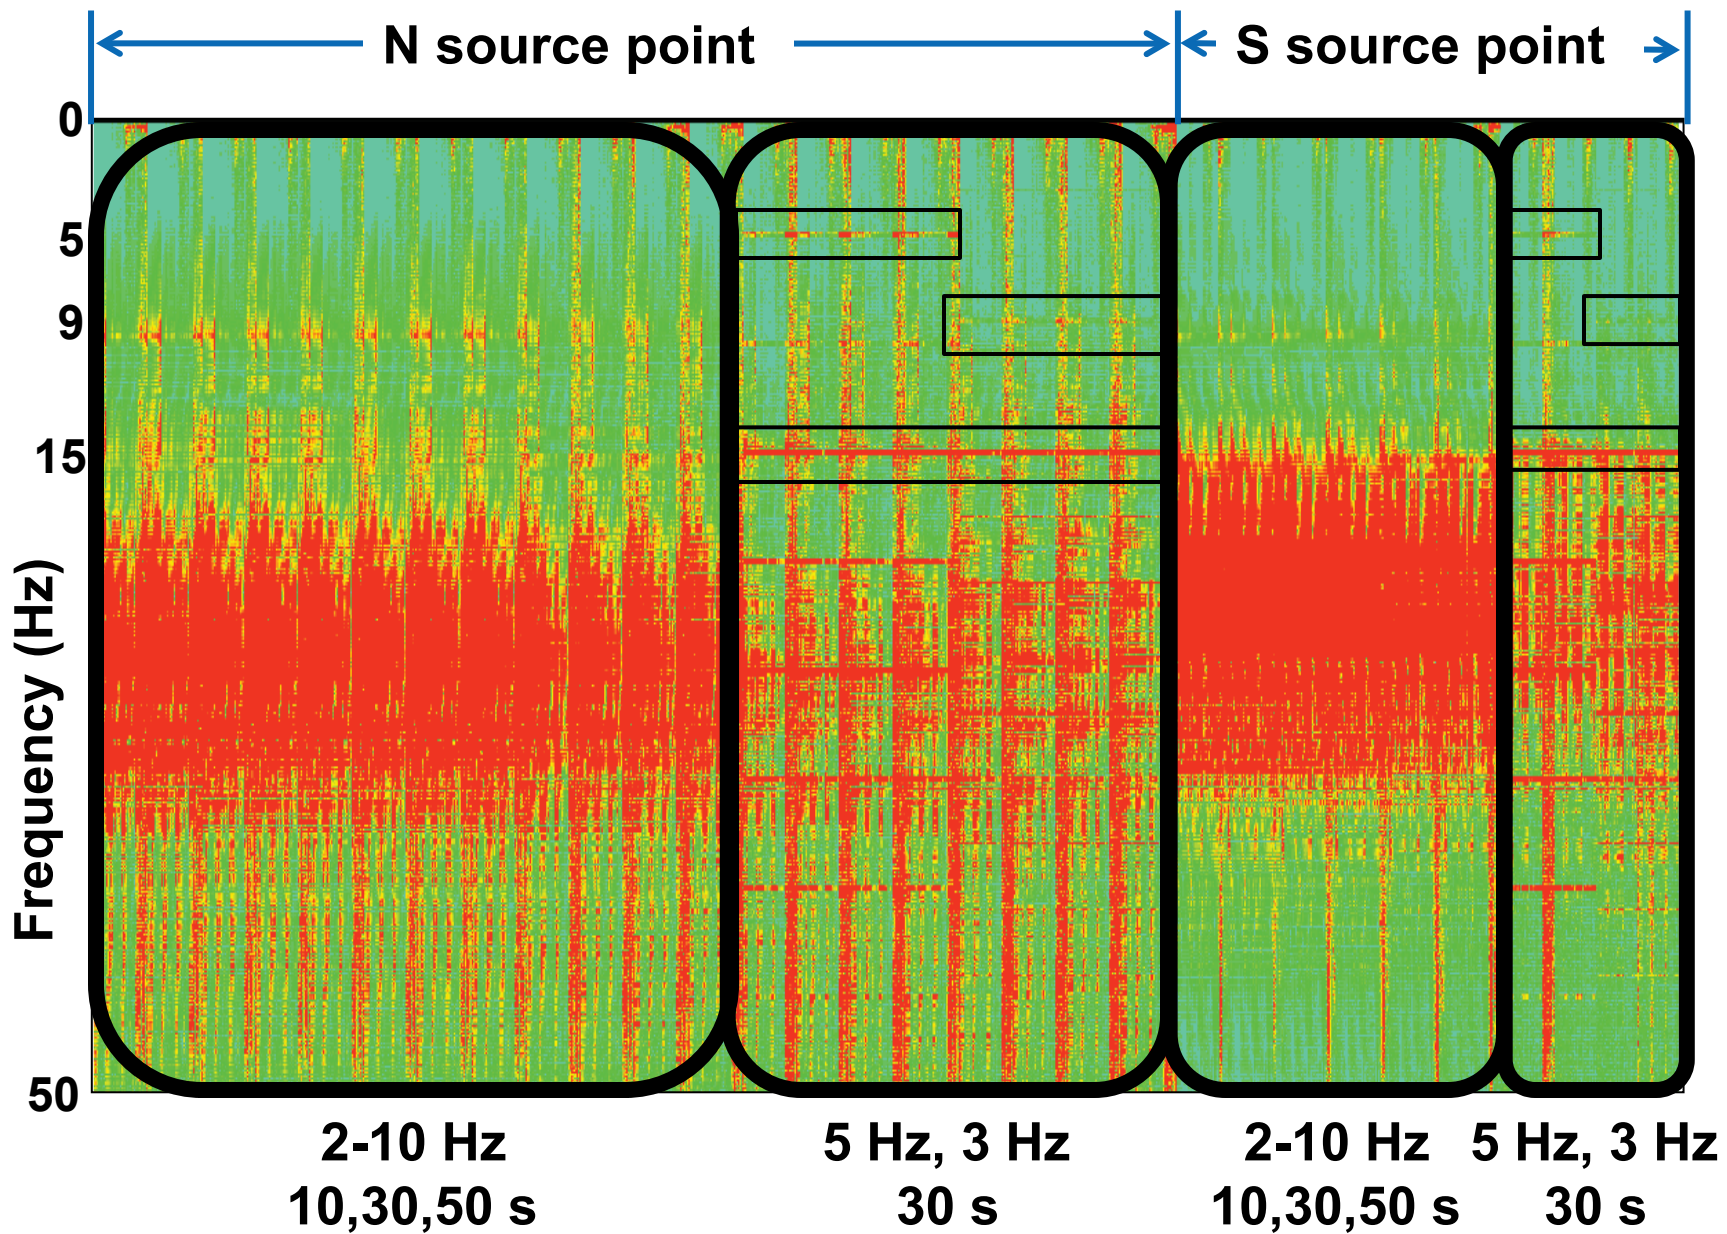 N source point
S source point
0
5
9
15
50
Frequency (Hz)
2-10 Hz
10,30,50 s
5 Hz, 3 Hz
30 s
2-10 Hz
10,30,50 s
5 Hz, 3 Hz
30 s